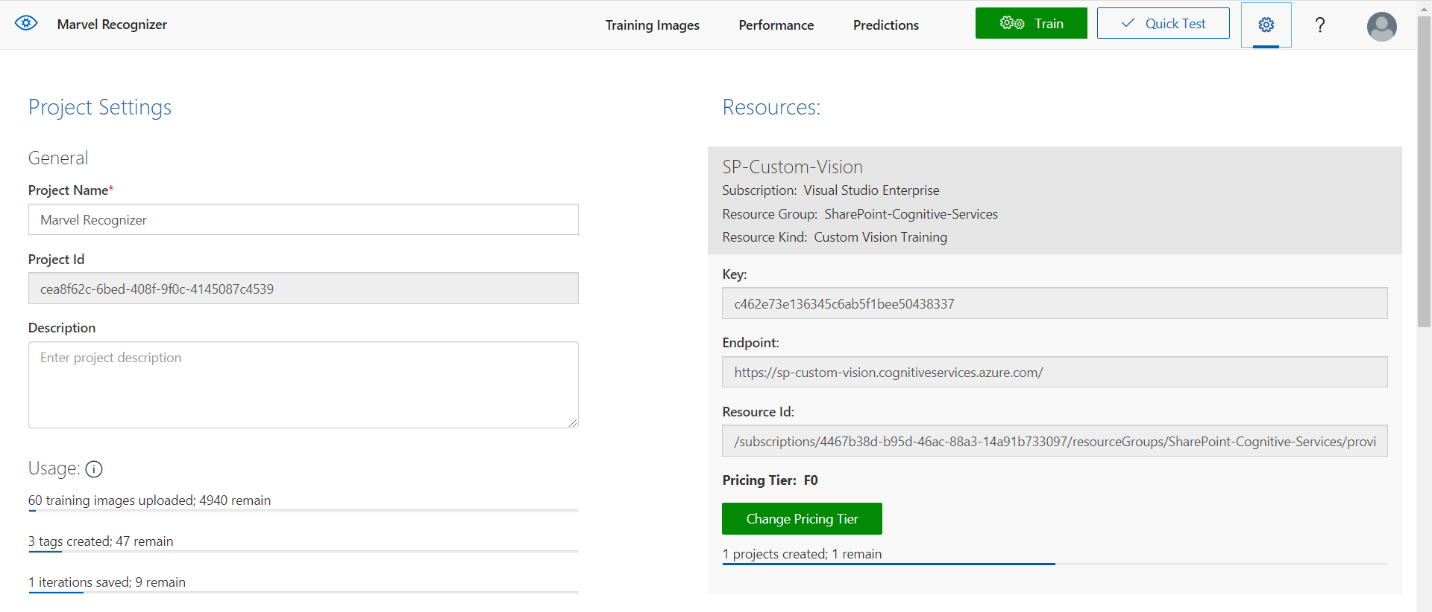 Marvel Recognizer
Training Images
Performance
Predictions
Train
Quick Test
?
Project Settings
General
Project Name*
Marvel Recognizer
Project Id
cea8f62c-6bed-408f-9f0c-4145087c4539
Description
Enter project description
Usage:
60 training images uploaded; 4940 remain
3 tags created; 47 remain
1 iterations saved; 9 remain
Resources:
SP-Custom-Vision
Subscription: Visual Studio Enterprise
Resource Group: SharePoint-Cognitive-Services
Resource Kind: Custom Vision Training
Key:
c462e73e136345c6ab5f1bee50438337
Endpoint:
https://sp-custom-vision.cognitiveservices.azure.com/
Resource Id:
/subscriptions/4467b38d-b95d-46ac-88a3-14a91b733097/resourceGroups/SharePoint-Cognitive-Services/provi
Pricing Tier: F0
Change Pricing Tier
1 projects created; 1 remain